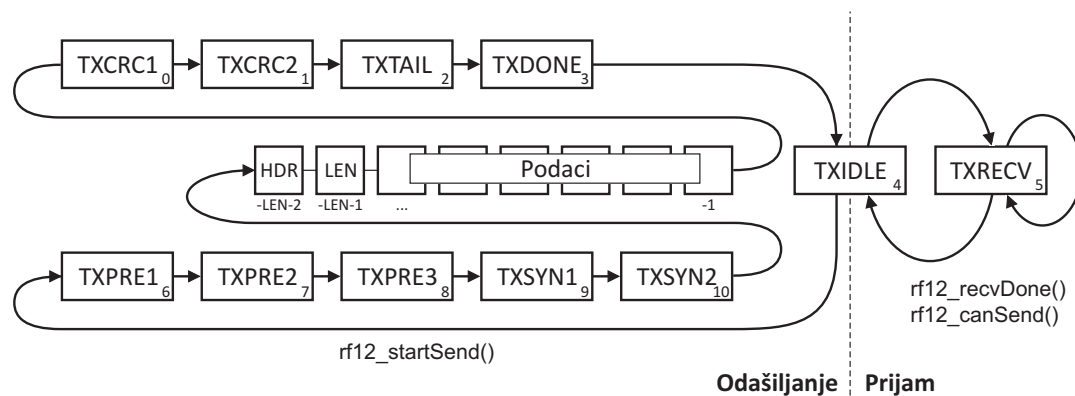 TXCRC1 0 TXCRC2 1 TXTAIL 2 TXDONE 3
HDR LEN Podaci
-LEN-2 -LEN-1 ... -1
TXIDLE 4 TXRECV 5
TXPRE1 6 TXPRE2 7 TXPRE3 8 TXSYN1 9 TXSYN2 10
rf12_recvDone()
rf12_canSend()
rf12_startSend()
Odašiljanje Prijam